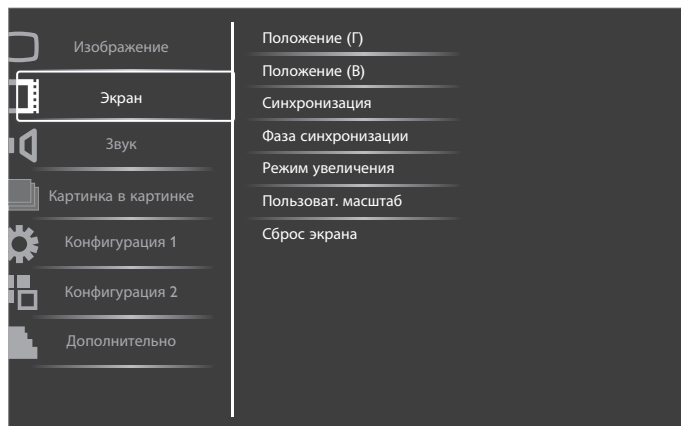 Изображение
Экран
Звук
Картинка в картинке
Конфигурация 1
Конфигурация 2
Дополнительно
Положение (Г)
Положение (В)
Синхронизация
Фаза синхронизации
Режим увеличения
Пользоват. масштаб
Сброс экрана